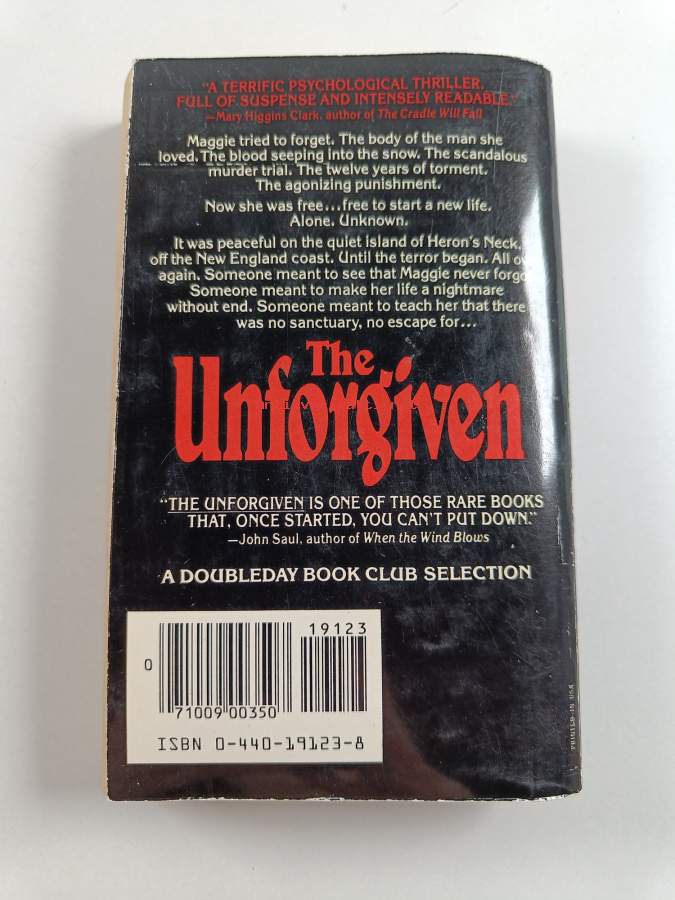 "A TERRIFIC PSYCHOLOGICAL THRILLER,
FULL OF SUSPENSE AND INTENSELY READABLE."
—Mary Higgins Clark, author of The Cradle Will Fall
Maggie tried to forget. The body of the man she
loved. The blood seeping into the snow. The scandalous
murder trial. The twelve years of torment.
The agonizing punishment.
Now she was free...free to start a new life.
Alone. Unknown.
It was peaceful on the quiet island of Heron's Neck,
off the New England coast. Until the terror began. All
again. Someone meant to see that Maggie never
Someone meant to make her life a nightmare
without end. Someone meant to teach her that there
was no sanctuary, no escape for...
The
Unforgiven
"THE UNFORGIVEN IS ONE OF THOSE RARE BOOKS
THAT, ONCE STARTED, YOU CAN'T PUT DOWN."
—John Saul, author of When the Wind Blows
A DOUBLEDAY BOOK CLUB SELECTION
19123
0
71009 00350
ISBN 0-440-19123-8
PRINTED IN USA